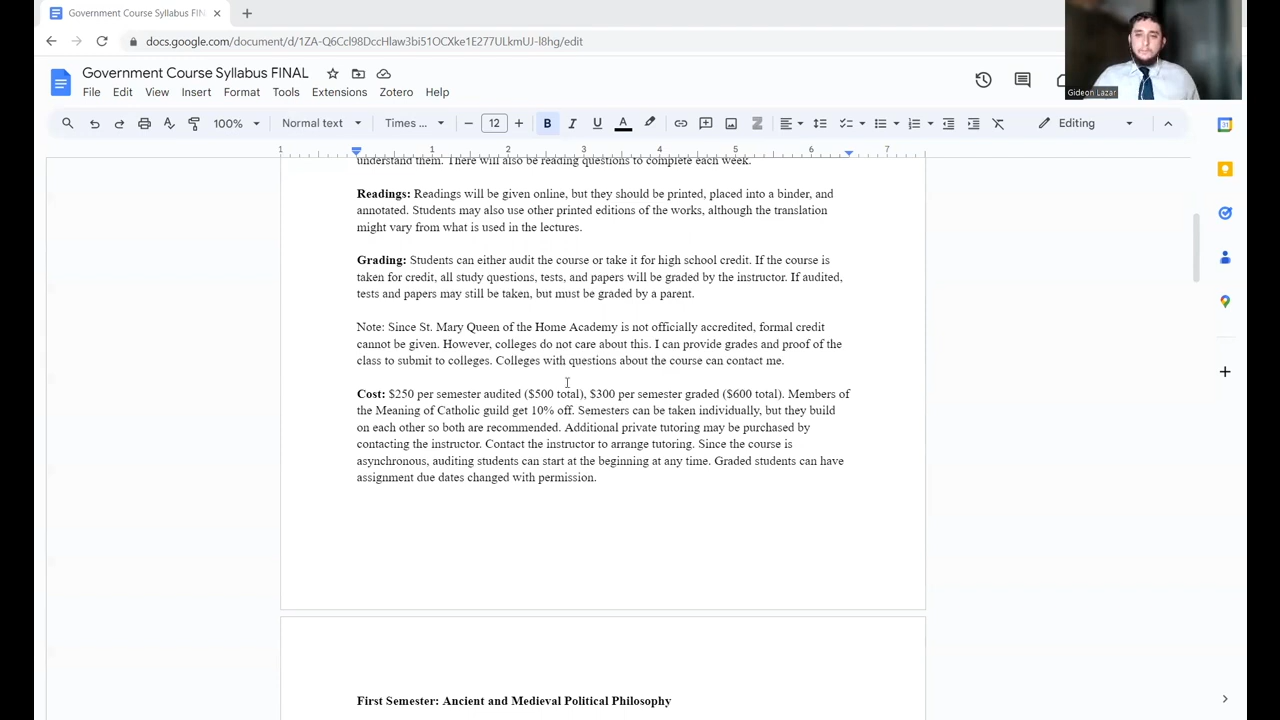 Government Course Syllabus FIN
docs.google.com/document/d/1ZA-Q6Ccl98DccHlaw3bi51OCXke1E277ULkmUJ-l8hg/edit
Government Course Syllabus FINAL
File Edit View Insert Format Tools Extensions Zotero Help
Gideon Lazar
100% Normal text Times ... 12 B I U A Editing
1 1 2 3 4 5 6 7
understand them. There will also be reading questions to complete each week.
Readings: Readings will be given online, but they should be printed, placed into a binder, and
annotated. Students may also use other printed editions of the works, although the translation
might vary from what is used in the lectures.
Grading: Students can either audit the course or take it for high school credit. If the course is
taken for credit, all study questions, tests, and papers will be graded by the instructor. If audited,
tests and papers may still be taken, but must be graded by a parent.
Note: Since St. Mary Queen of the Home Academy is not officially accredited, formal credit
cannot be given. However, colleges do not care about this. I can provide grades and proof of the
class to submit to colleges. Colleges with questions about the course can contact me.
Cost: $250 per semester audited ($500 total), $300 per semester graded ($600 total). Members of
the Meaning of Catholic guild get 10% off. Semesters can be taken individually, but they build
on each other so both are recommended. Additional private tutoring may be purchased by
contacting the instructor. Contact the instructor to arrange tutoring. Since the course is
asynchronous, auditing students can start at the beginning at any time. Graded students can have
assignment due dates changed with permission.
First Semester: Ancient and Medieval Political Philosophy